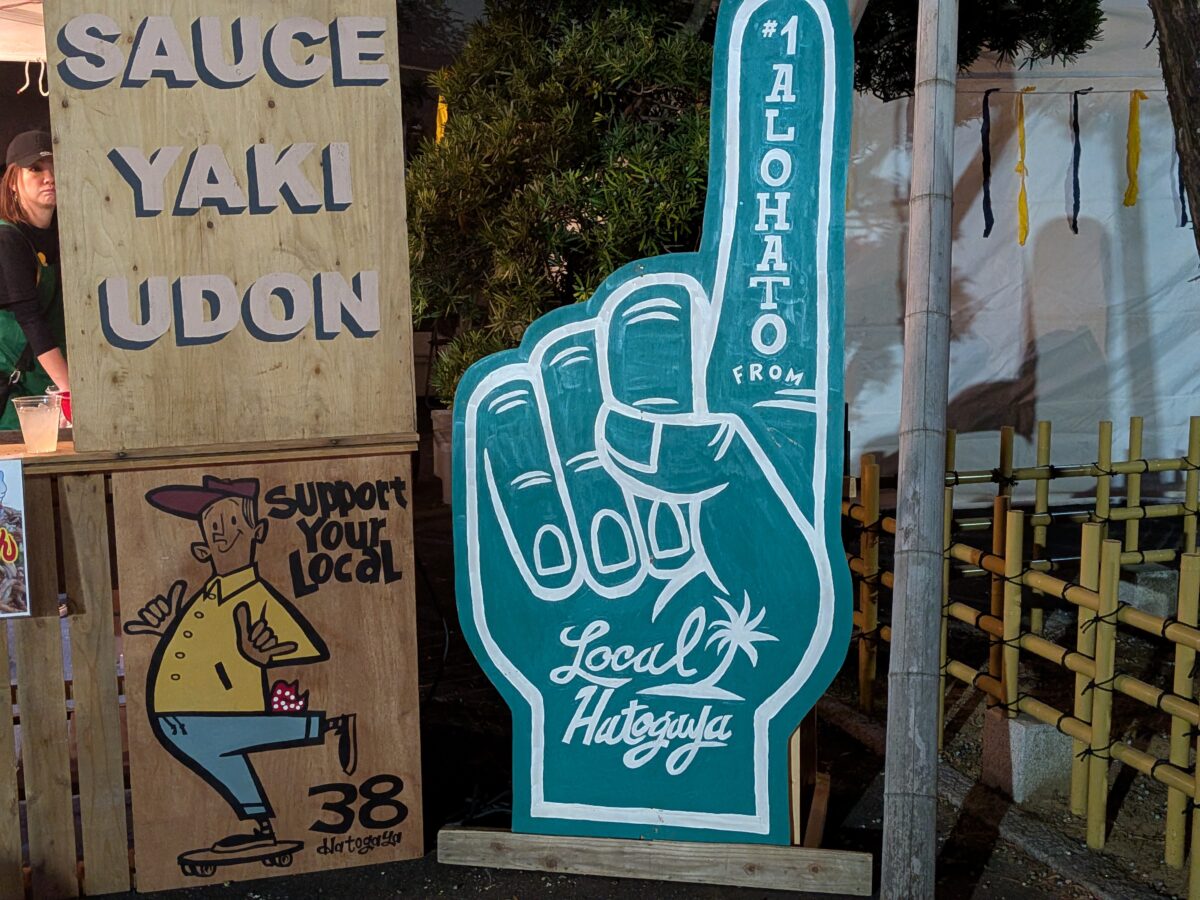 SAUCE
YAKI
UDON
SUPPORT
YOUR
LOCAL
38
Hatogaya
#1 ALOHATO
FROM
Local
Hatogaya